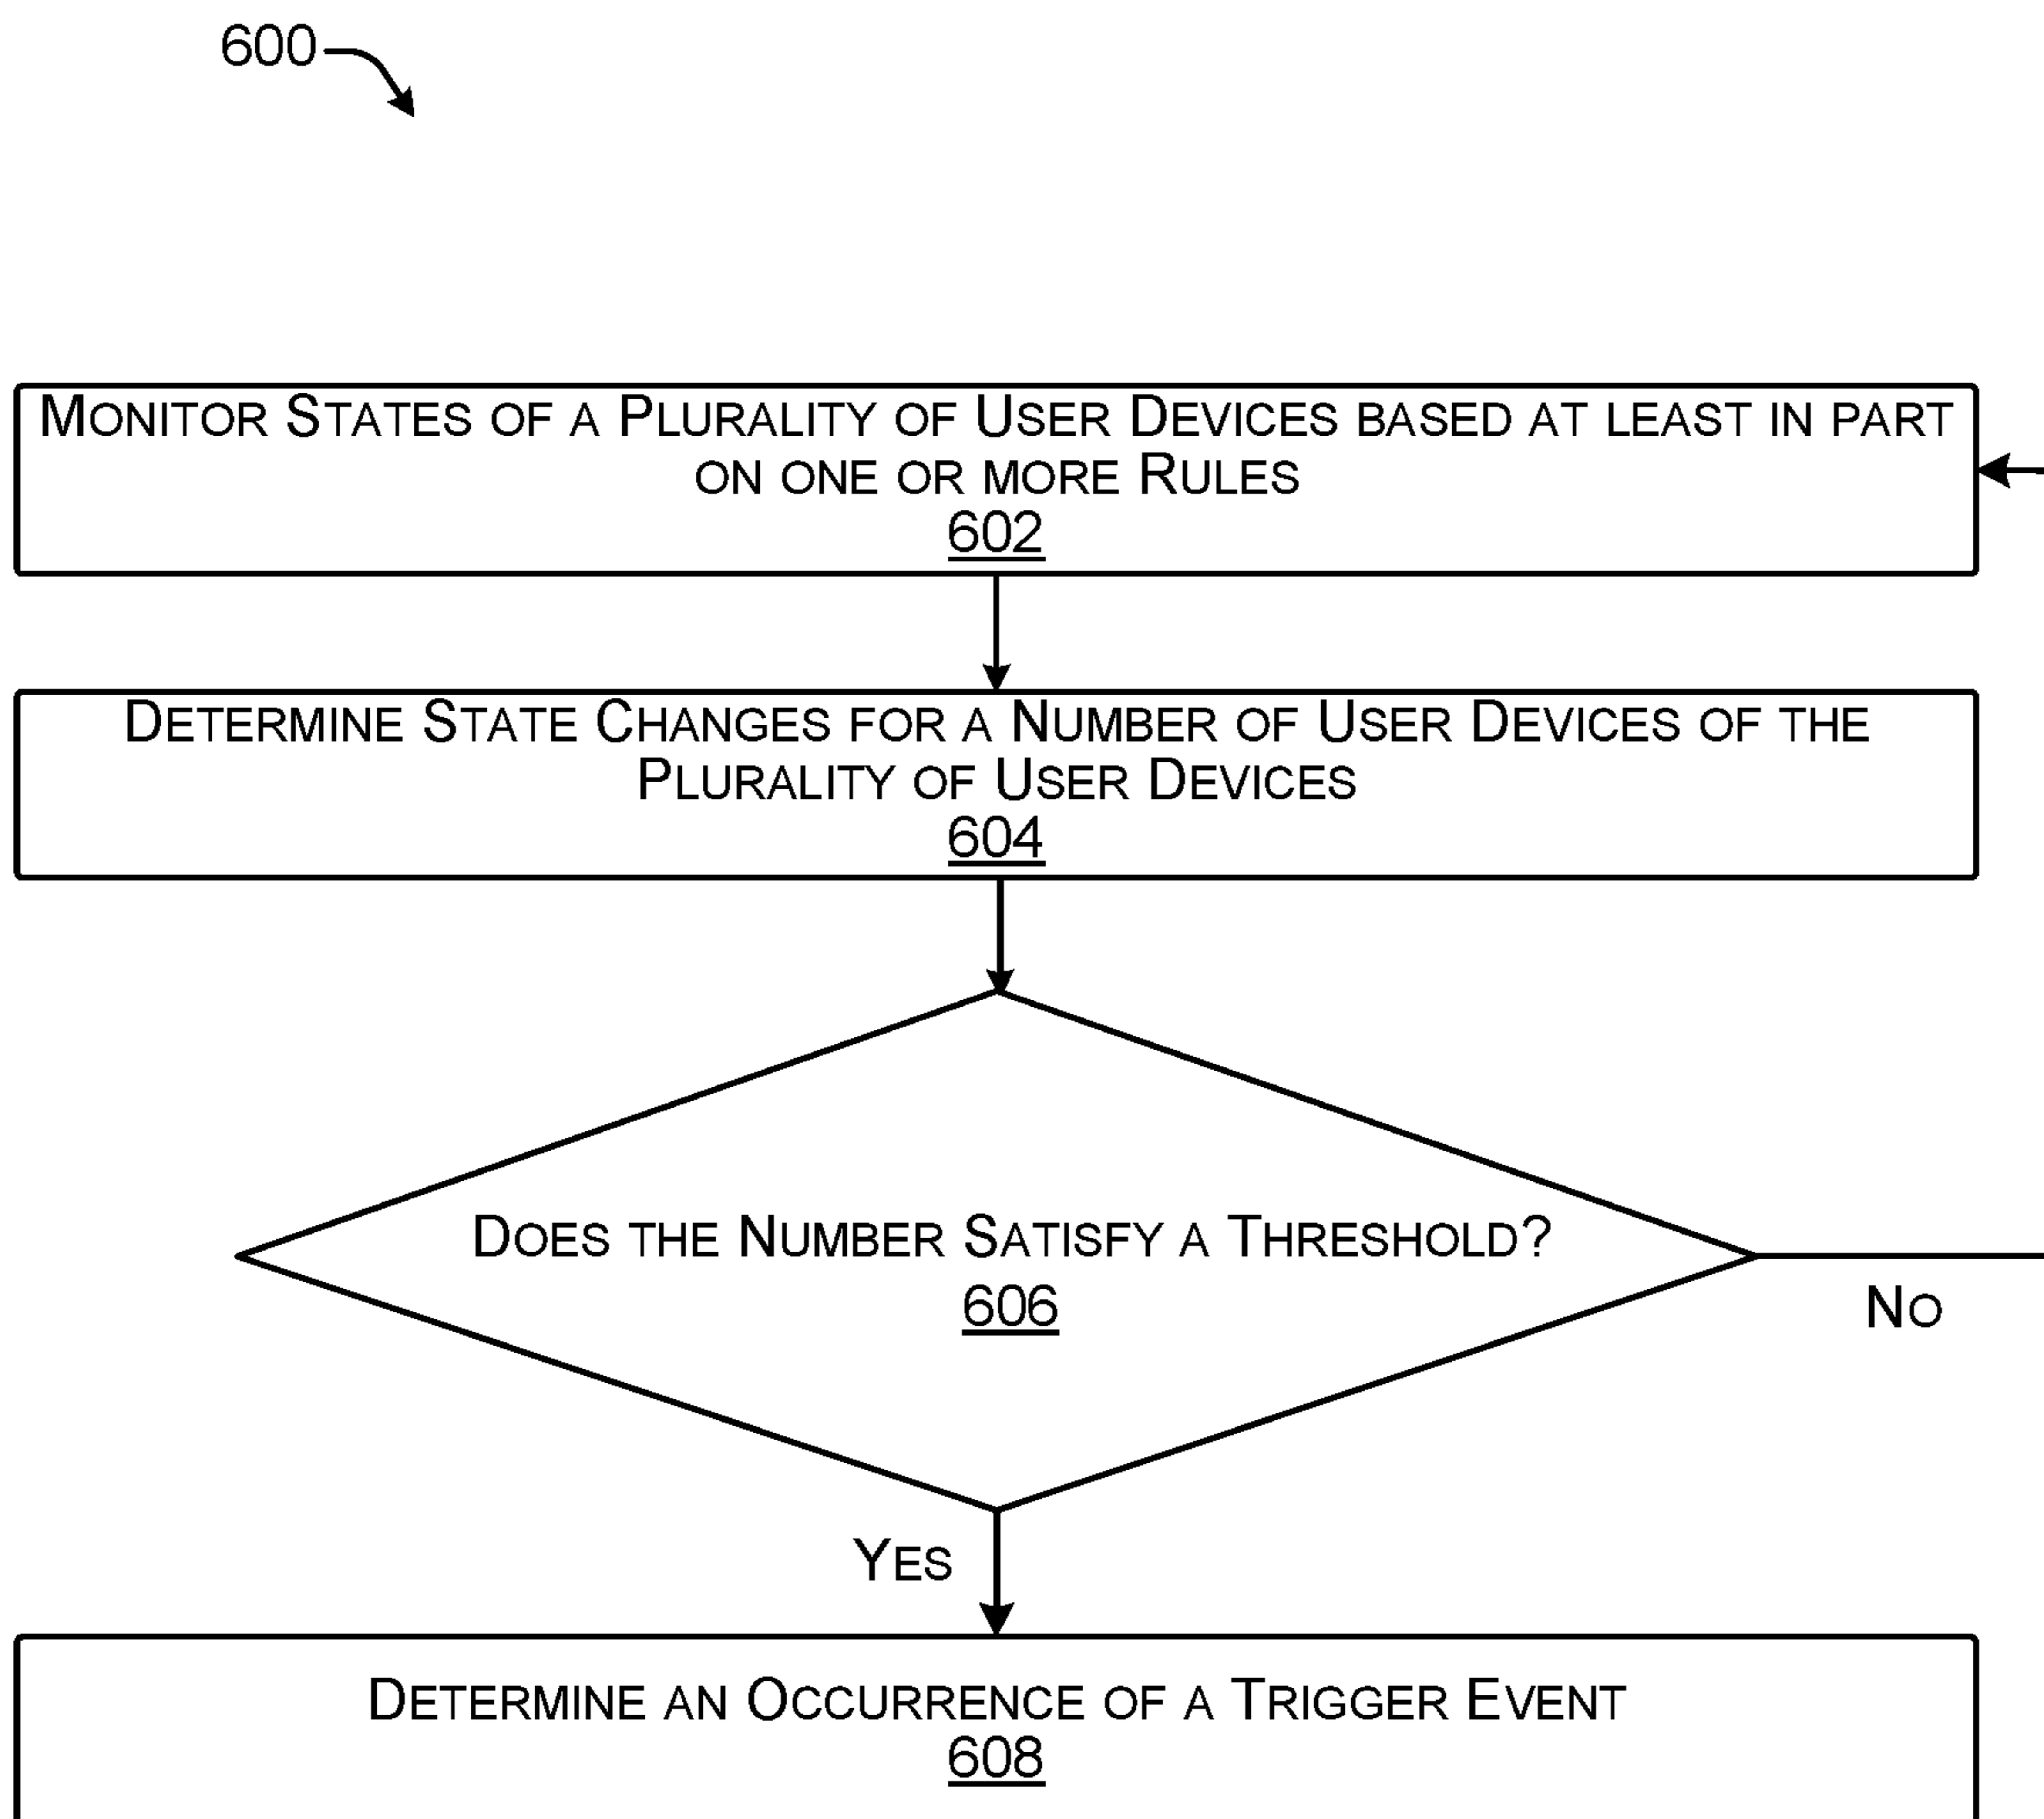 600
Monitor States of a Plurality of User Devices based at least in part
on one or more Rules
602
Determine State Changes for a Number of User Devices of the
Plurality of User Devices
604
Does the Number Satisfy a Threshold?
606
No
Yes
Determine an Occurrence of a Trigger Event
608